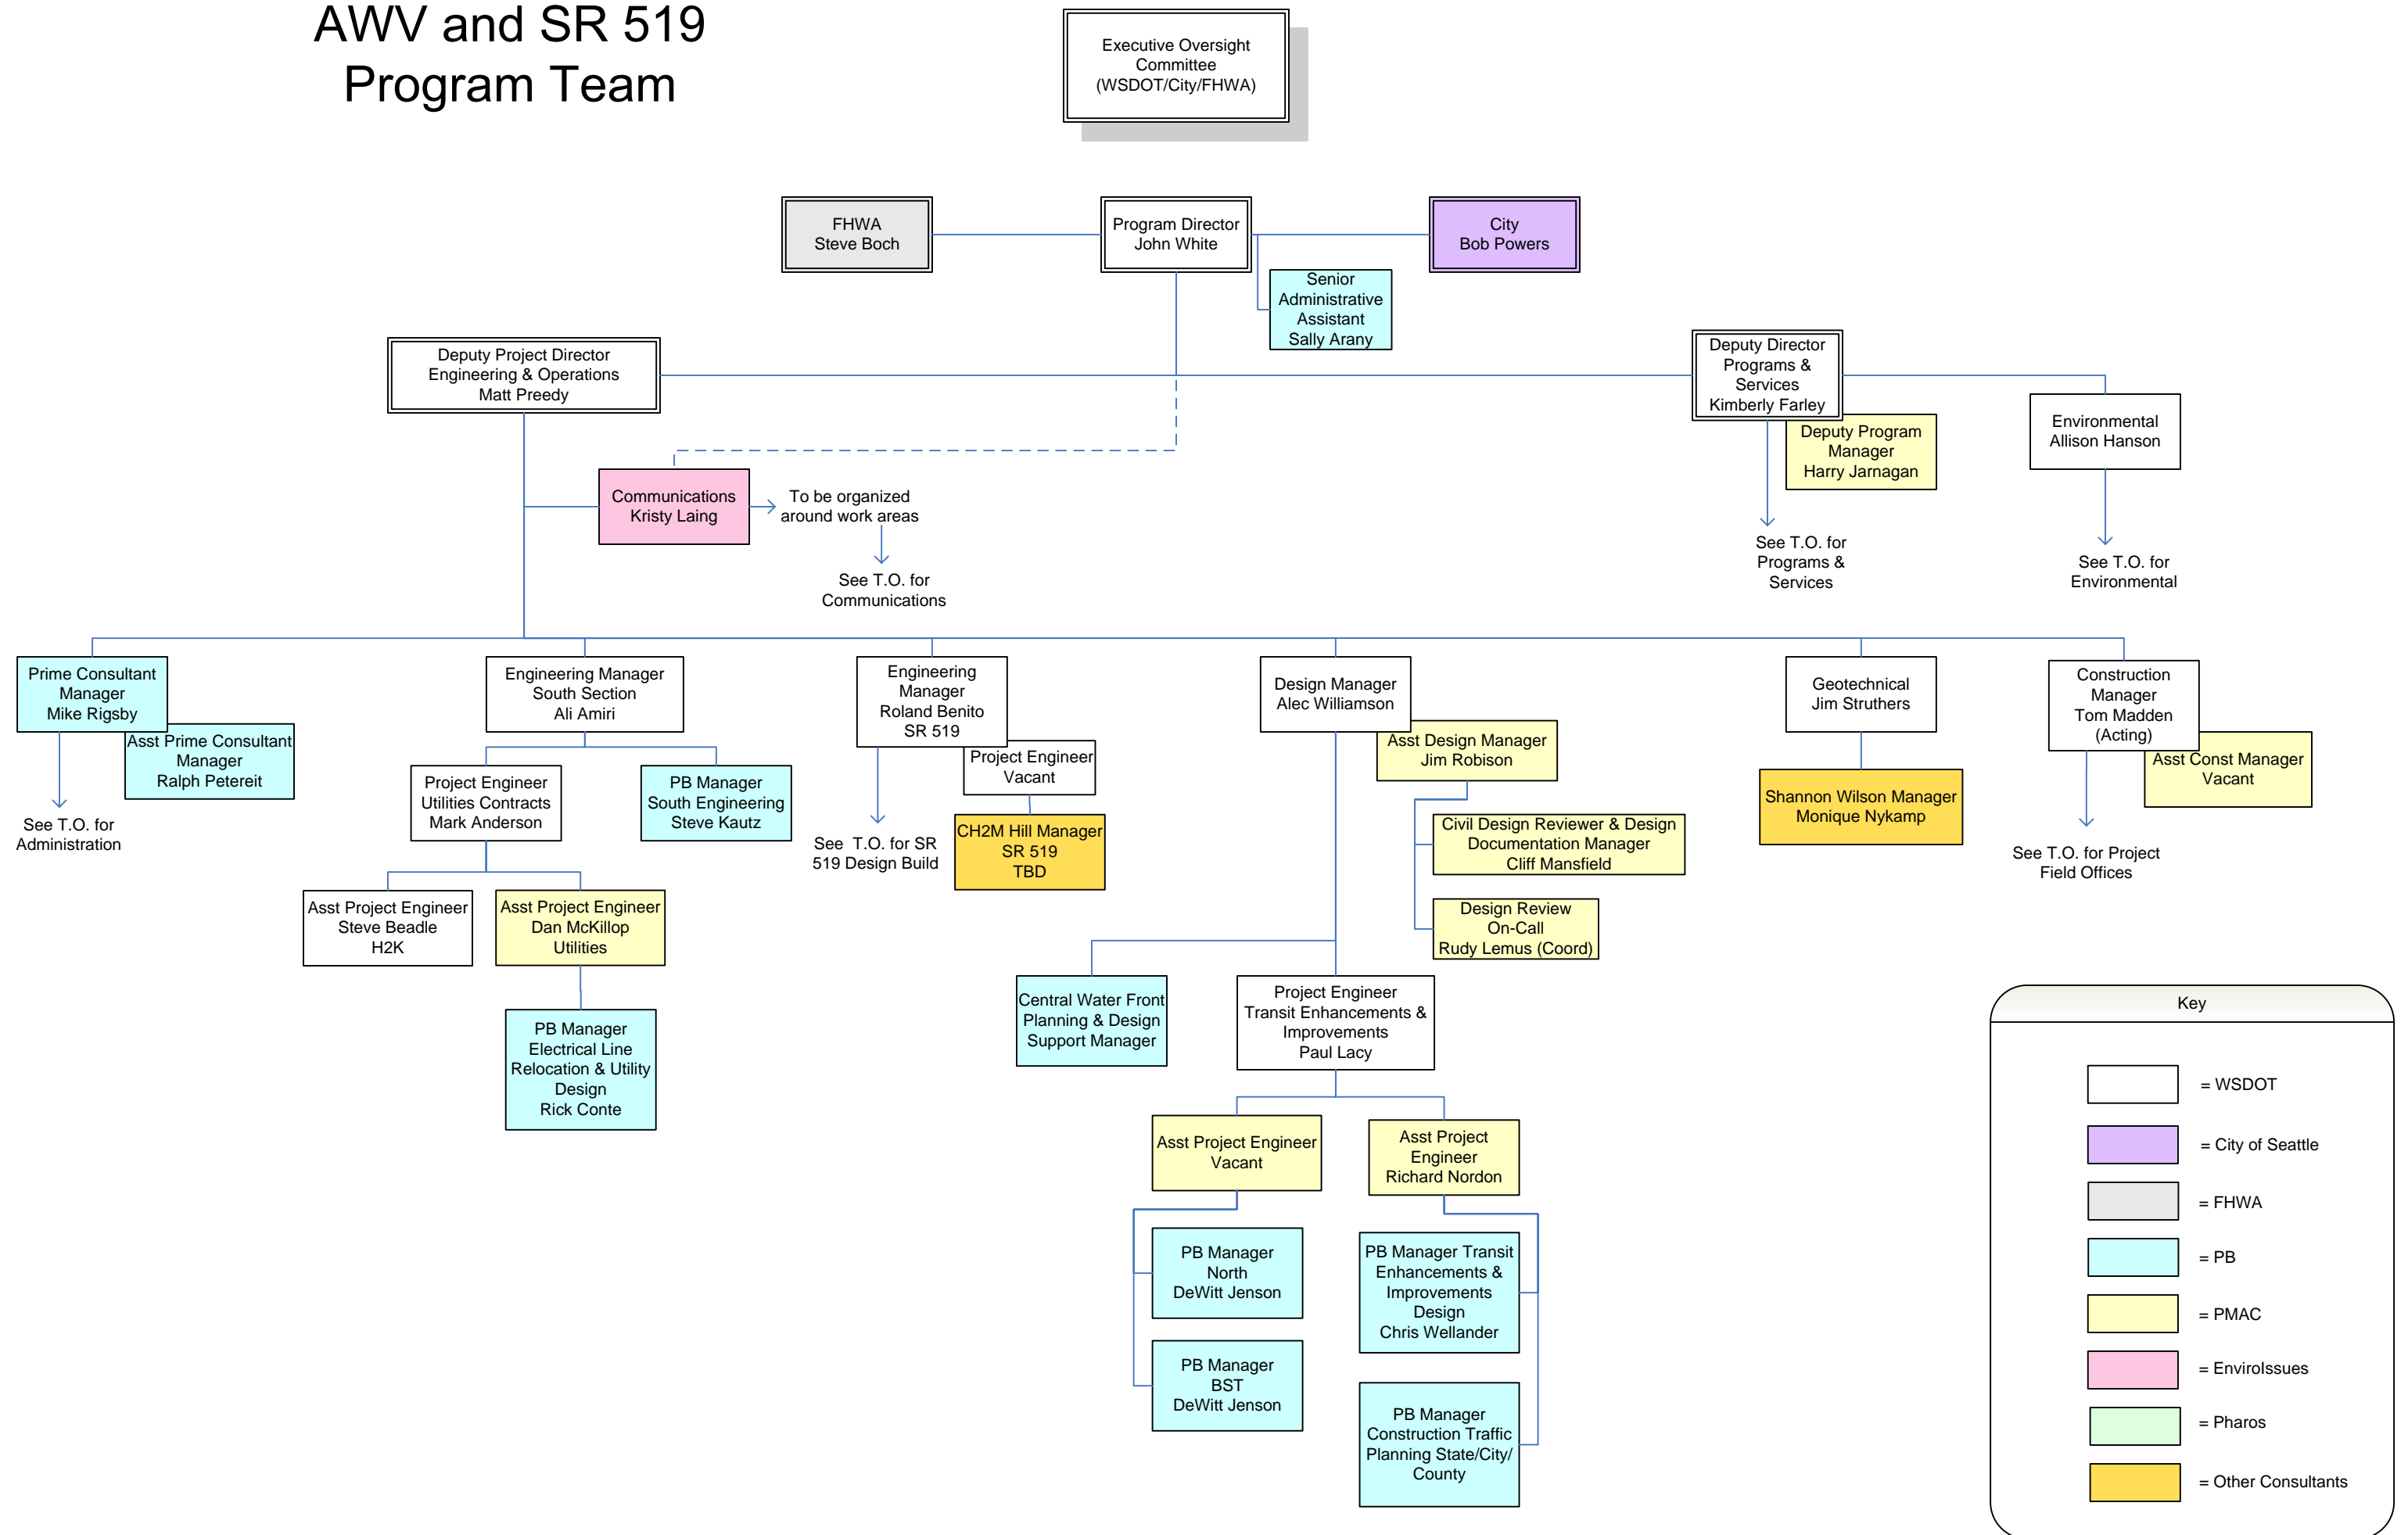 AWV and SR 519
Program Team
Executive Oversight
Committee
(WSDOT/City/FHWA)
FHWA
Steve Boch
Program Director
John White
City
Bob Powers
Senior
Administrative
Assistant
Sally Arany
Deputy Project Director
Engineering & Operations
Matt Preedy
Deputy Director
Programs &
Services
Kimberly Farley
Deputy Program
Manager
Harry Jarnagan
Environmental
Allison Hanson
Communications
Kristy Laing
To be organized
around work areas
See T.O. for
Communications
See T.O. for
Programs &
Services
See T.O. for
Environmental
Prime Consultant
Manager
Mike Rigsby
Asst Prime Consultant
Manager
Ralph Petereit
See T.O. for
Administration
Engineering Manager
South Section
Ali Amiri
Project Engineer
Utilities Contracts
Mark Anderson
PB Manager
South Engineering
Steve Kautz
Asst Project Engineer
Steve Beadle
H2K
Asst Project Engineer
Dan McKillop
Utilities
PB Manager
Electrical Line
Relocation & Utility
Design
Rick Conte
Engineering
Manager
Roland Benito
SR 519
Project Engineer
Vacant
See T.O. for SR
519 Design Build
CH2M Hill Manager
SR 519
TBD
Design Manager
Alec Williamson
Asst Design Manager
Jim Robison
Civil Design Reviewer & Design
Documentation Manager
Cliff Mansfield
Design Review
On-Call
Rudy Lemus (Coord)
Central Water Front
Planning & Design
Support Manager
Project Engineer
Transit Enhancements &
Improvements
Paul Lacy
Asst Project Engineer
Vacant
Asst Project
Engineer
Richard Nordon
PB Manager
North
DeWitt Jenson
PB Manager
BST
DeWitt Jenson
PB Manager Transit
Enhancements &
Improvements
Design
Chris Wellander
PB Manager
Construction Traffic
Planning State/City/
County
Geotechnical
Jim Struthers
Shannon Wilson Manager
Monique Nykamp
Construction
Manager
Tom Madden
(Acting)
Asst Const Manager
Vacant
See T.O. for Project
Field Offices
Key
= WSDOT
= City of Seattle
= FHWA
= PB
= PMAC
= EnviroIssues
= Pharos
= Other Consultants